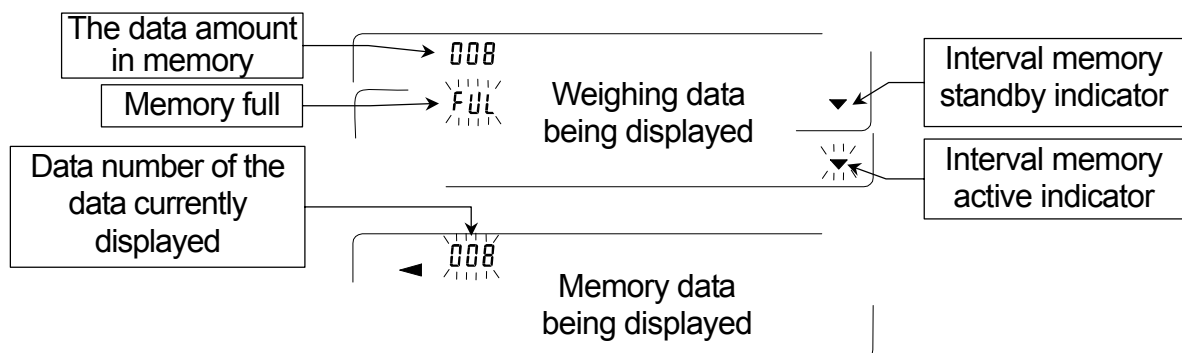 The data amount
in memory
008
Memory full
FUL
Weighing data
being displayed
Interval memory
standby indicator
Interval memory
active indicator
Data number of the
data currently
displayed
008
Memory data
being displayed